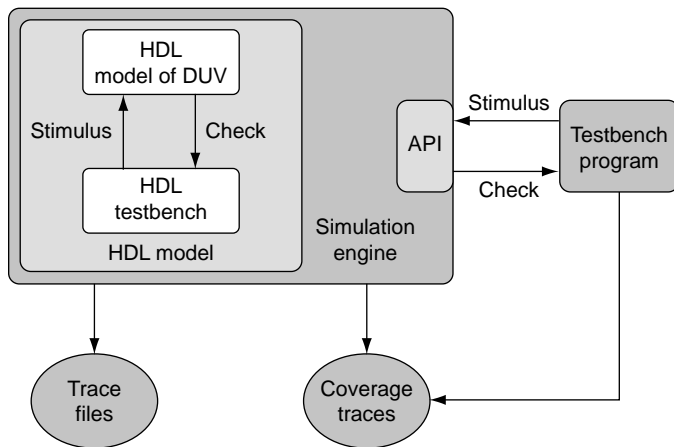 HDL
model of DUV
Stimulus
Check
HDL
testbench
HDL model
Simulation
engine
API
Stimulus
Check
Testbench
program
Trace
files
Coverage
traces